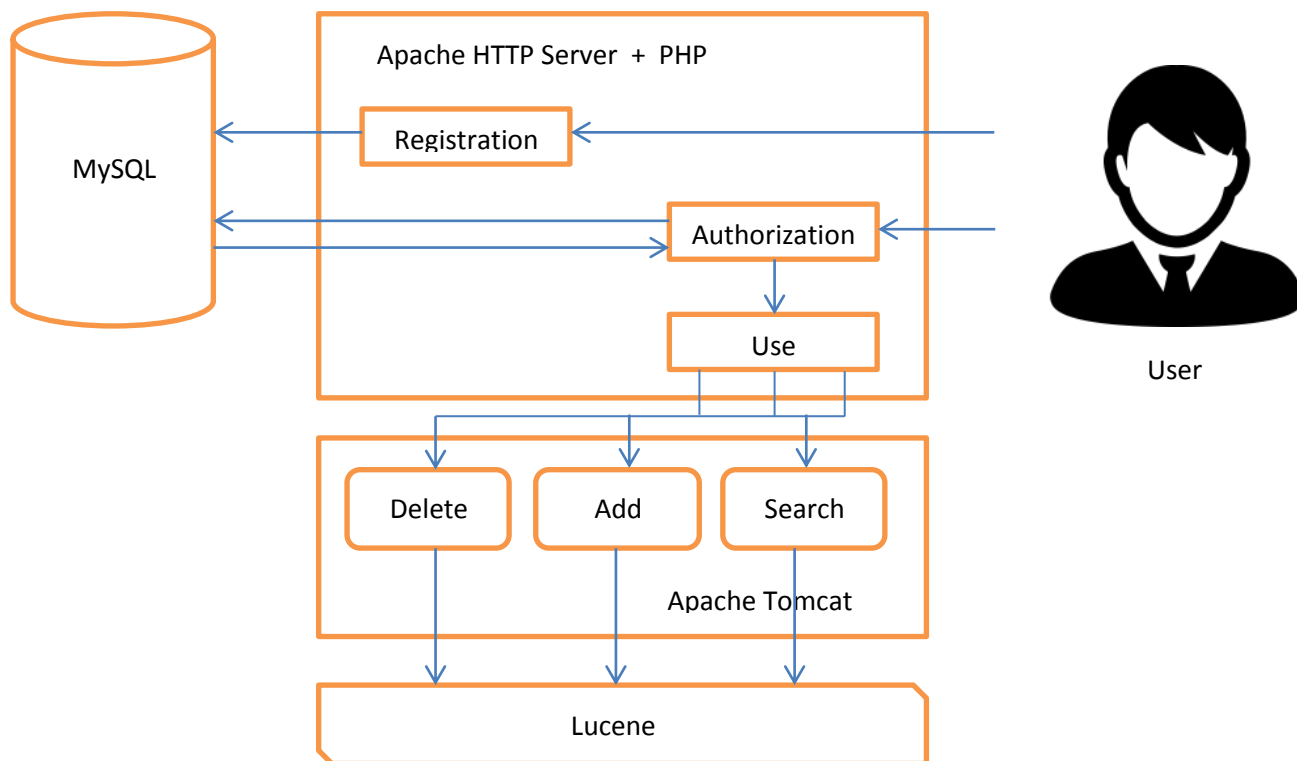 Apache HTTP Server + PHP
Registration
MySQL
Authorization
Use
User
Delete
Add
Search
Apache Tomcat
Lucene